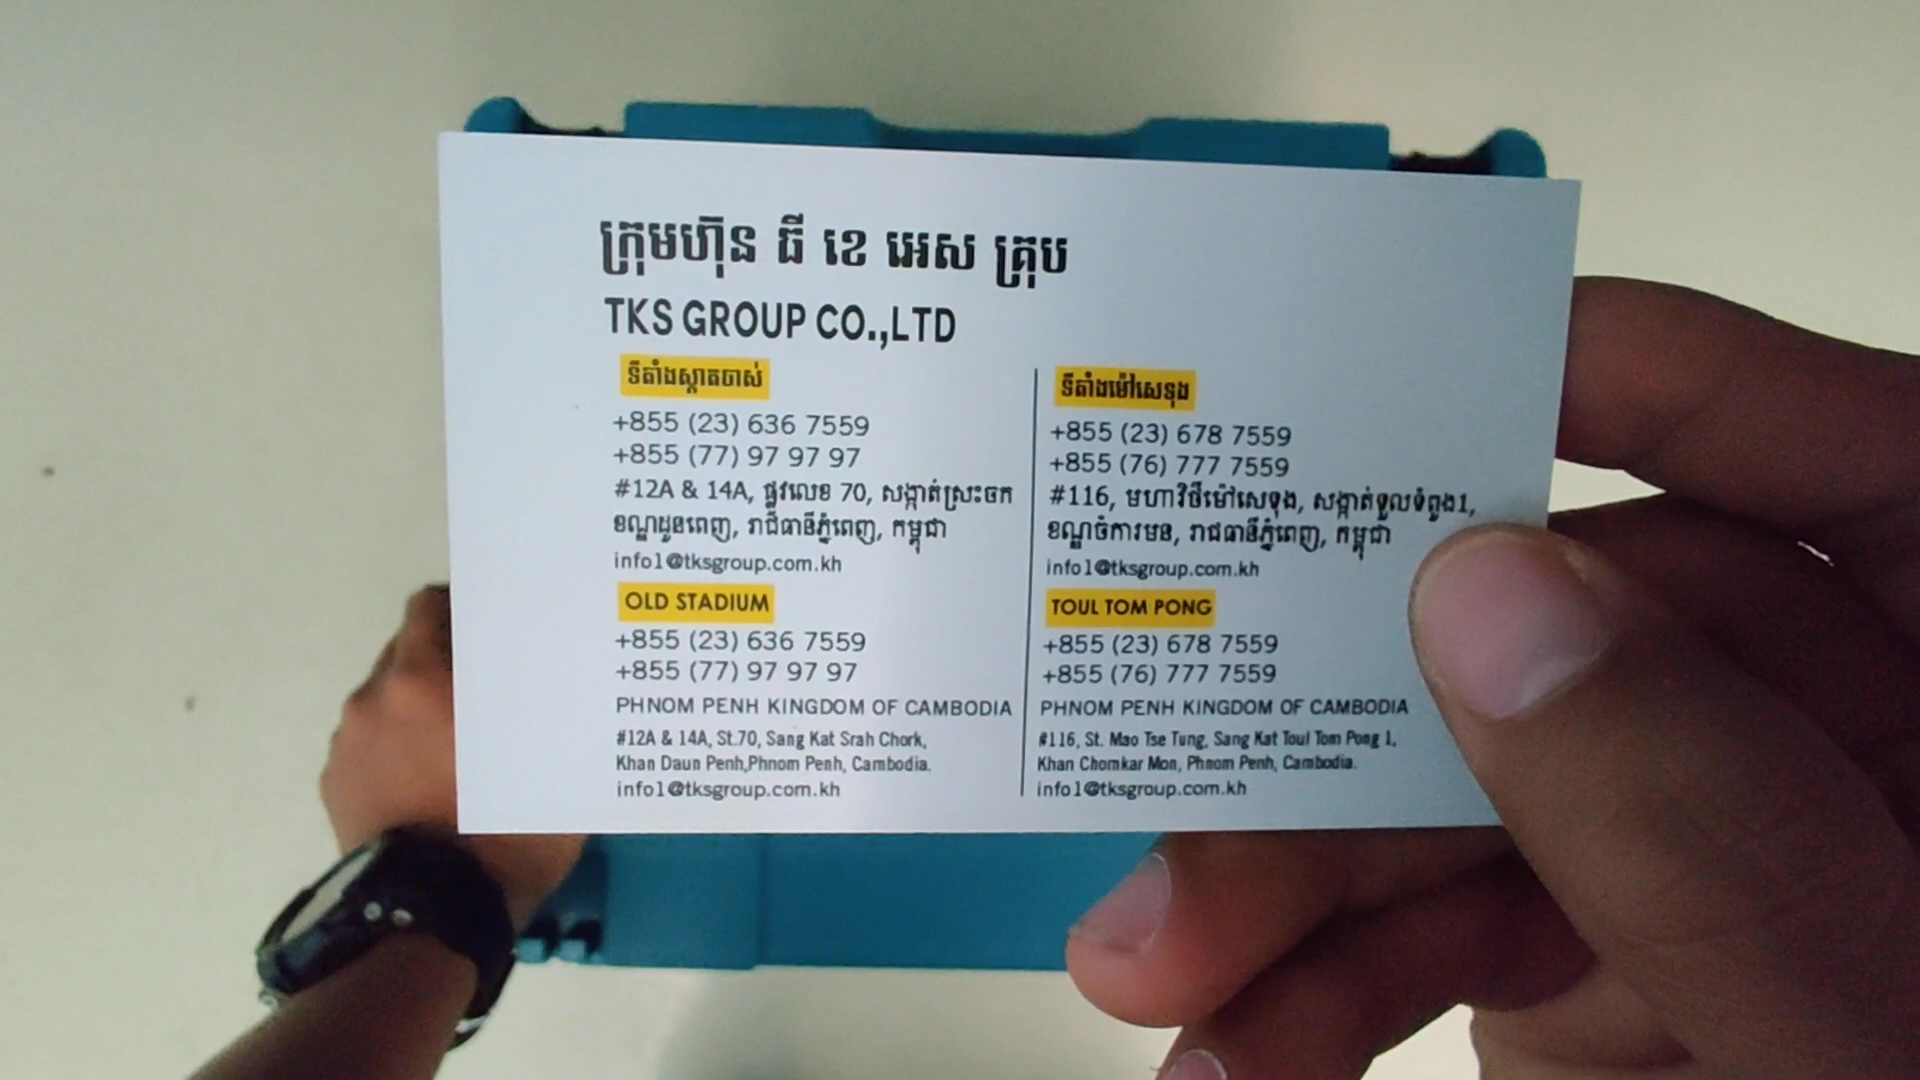 ក្រុមហ៊ុន ធី ខេ អេស គ្រុប
TKS GROUP CO.,LTD
ទីតាំងស្តាតចាស់
+855 (23) 636 7559
+855 (77) 97 97 97
#12A & 14A, ផ្លូវលេខ 70, សង្កាត់ស្រះចក
ខណ្ឌដូនពេញ, រាជធានីភ្នំពេញ, កម្ពុជា
info1@tksgroup.com.kh
OLD STADIUM
+855 (23) 636 7559
+855 (77) 97 97 97
PHNOM PENH KINGDOM OF CAMBODIA
#12A & 14A, St.70, Sang Kat Srah Chork,
Khan Daun Penh,Phnom Penh, Cambodia.
info1@tksgroup.com.kh
ទីតាំងម៉ៅសេទុង
+855 (23) 678 7559
+855 (76) 777 7559
#116, មហាវិថីម៉ៅសេទុង, សង្កាត់ទួលទំពូង1,
ខណ្ឌចំការមន, រាជធានីភ្នំពេញ, កម្ពុជា
info1@tksgroup.com.kh
TOUL TOM PONG
+855 (23) 678 7559
+855 (76) 777 7559
PHNOM PENH KINGDOM OF CAMBODIA
#116, St. Mao Tse Tung, Sang Kat Toul Tom Pong 1,
Khan Chomkar Mon, Phnom Penh, Cambodia.
info1@tksgroup.com.kh